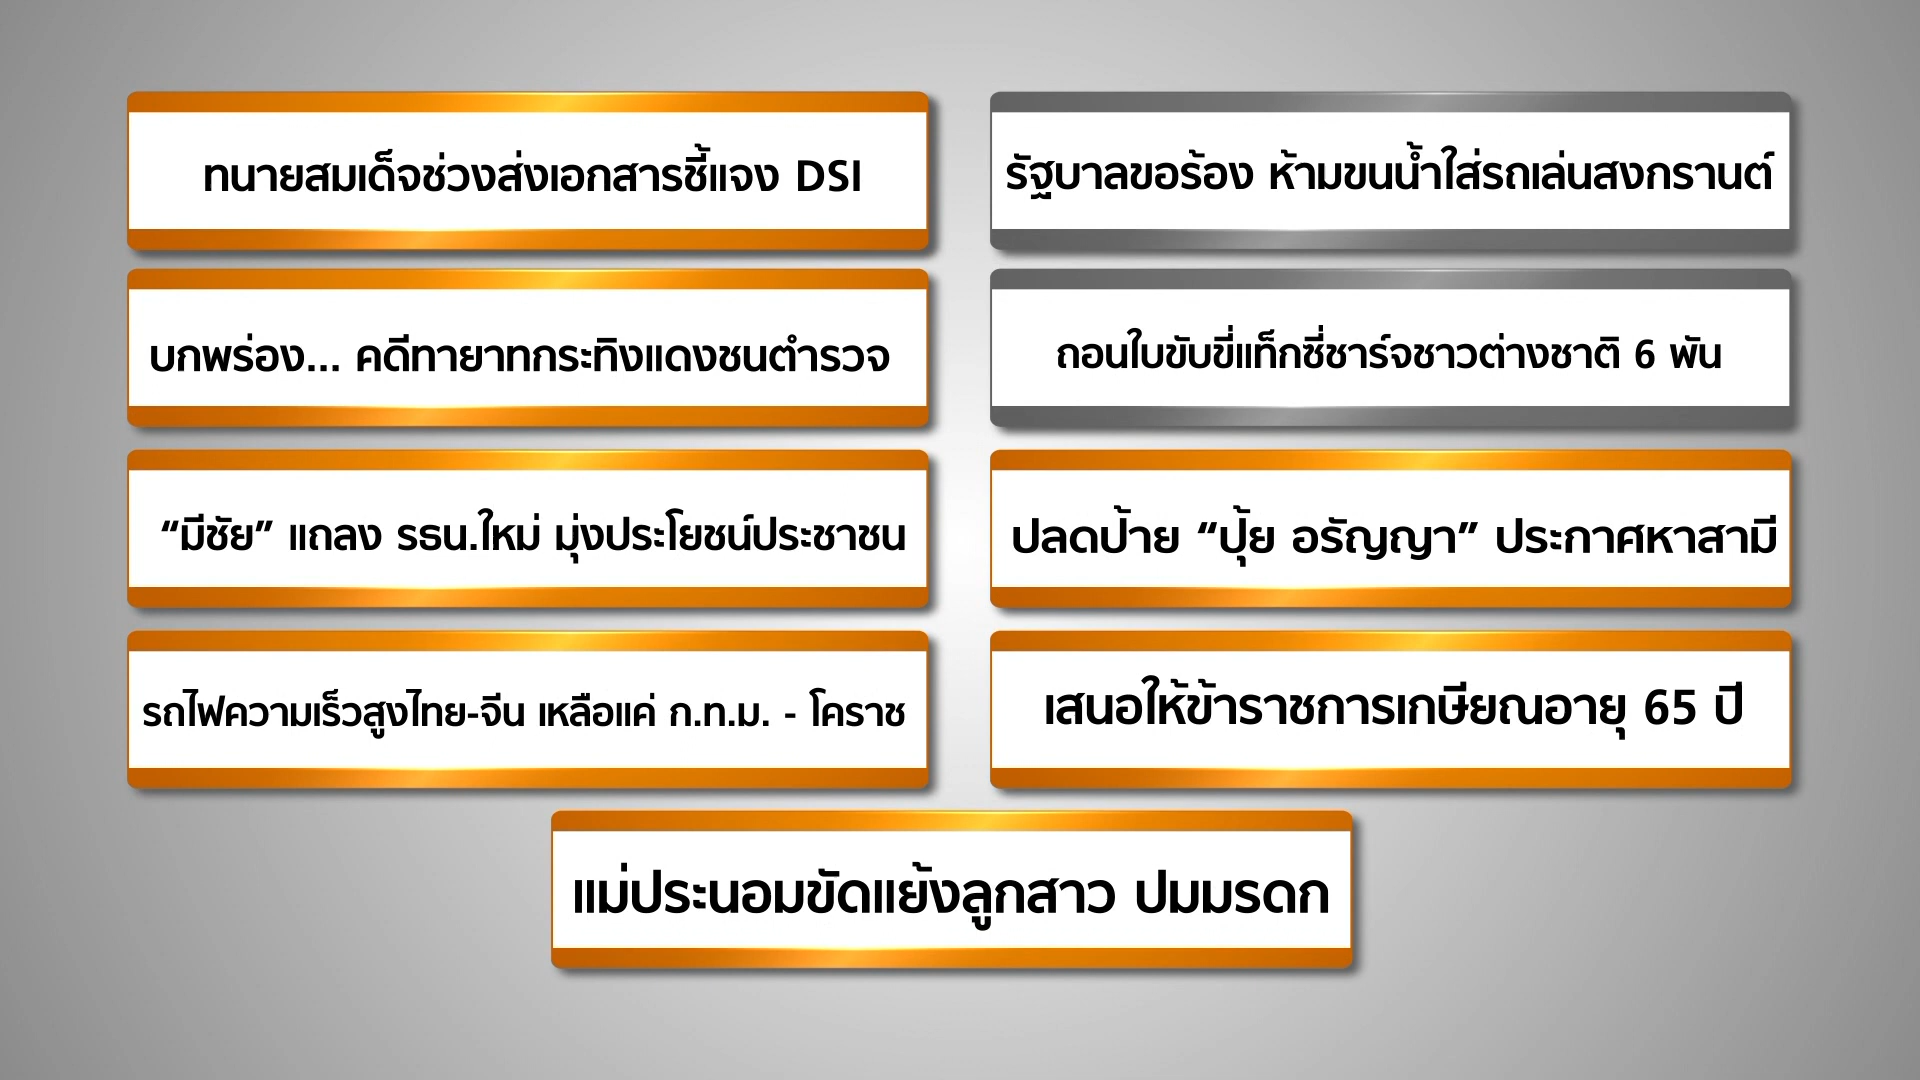 ทนายสมเด็จช่วงส่งเอกสารชี้แจง DSI
รัฐบาลขอร้อง ห้ามขนน้ำใส่รถเล่นสงกรานต์
บกพร่อง... คดีทายาทกระทิงแดงชนตำรวจ
ถอนใบขับขี่แท็กซี่ชาร์จชาวต่างชาติ 6 พัน
“มีชัย” แถลง รธน.ใหม่ มุ่งประโยชน์ประชาชน
ปลดป้าย “ปุ้ย อรัญญา” ประกาศหาสามี
รถไฟความเร็วสูงไทย-จีน เหลือแค่ ก.ท.ม. - โคราช
เสนอให้ข้าราชการเกษียณอายุ 65 ปี
แม่ประนอมขัดแย้งลูกสาว ปมมรดก